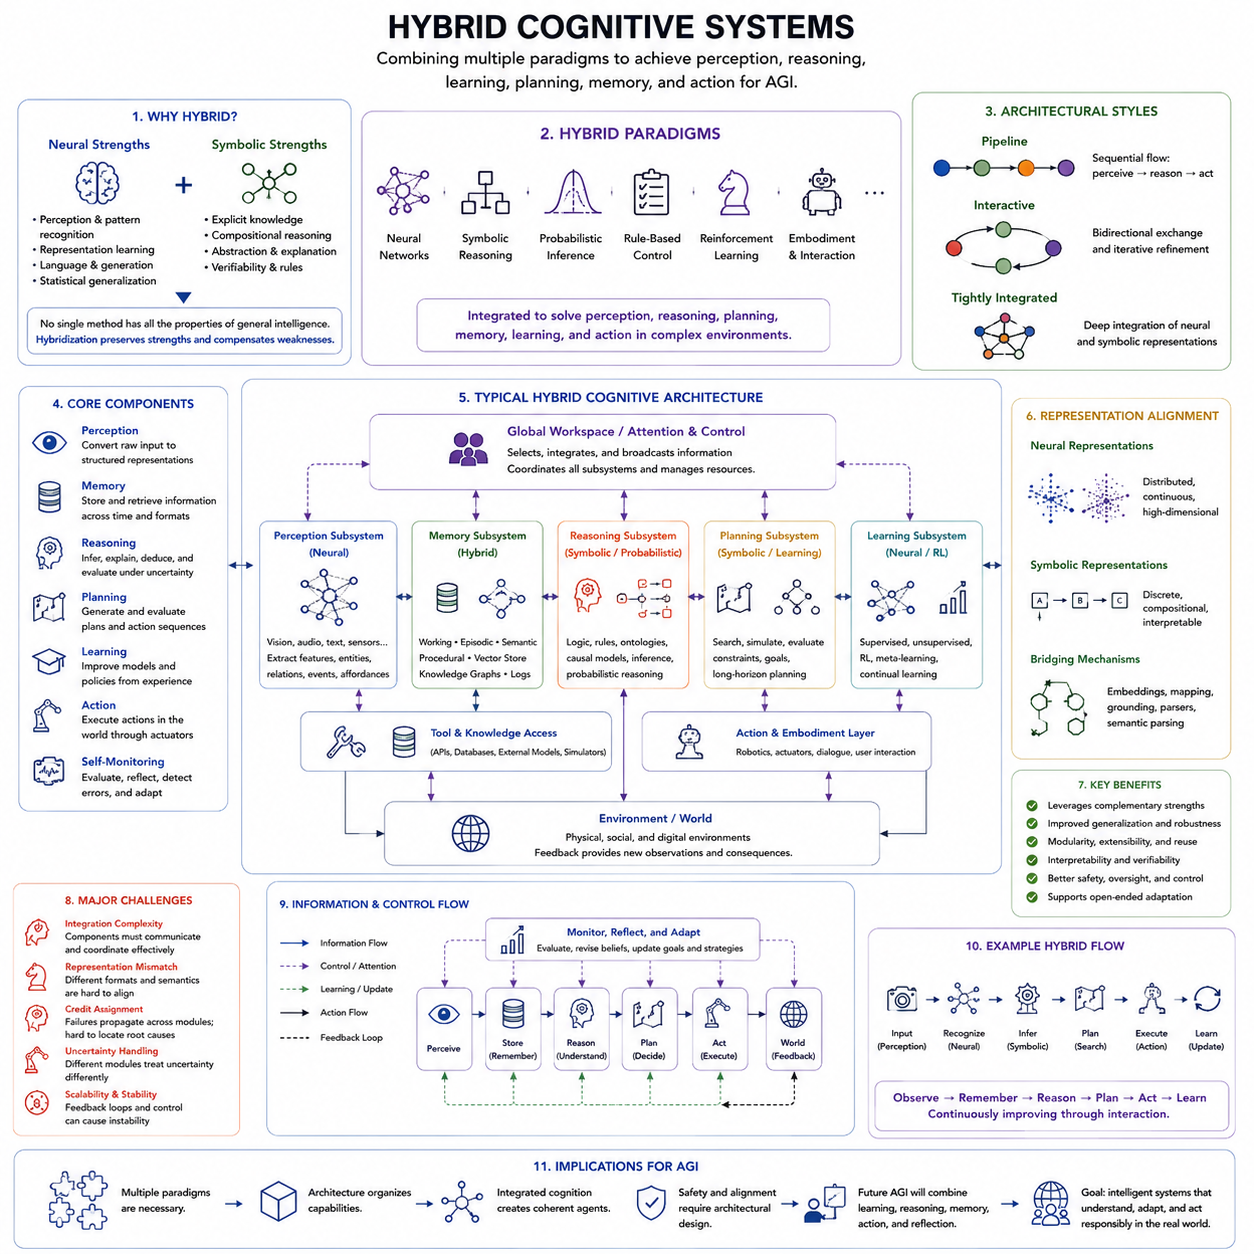 HYBRID COGNITIVE SYSTEMS
Combining multiple paradigms to achieve perception, reasoning,
learning, planning, memory, and action for AGI.
1. WHY HYBRID?
Neural Strengths
• Perception & pattern
recognition
• Representation learning
• Language & generation
• Statistical generalization
+
Symbolic Strengths
• Explicit knowledge
• Compositional reasoning
• Abstraction & explanation
• Verifiability & rules
No single method has all the properties of general intelligence.
Hybridization preserves strengths and compensates weaknesses.
2. HYBRID PARADIGMS
Neural
Networks
Symbolic
Reasoning
Probabilistic
Inference
Rule-Based
Control
Reinforcement
Learning
Embodiment
& Interaction
...
Integrated to solve perception, reasoning, planning,
memory, learning, and action in complex environments.
3. ARCHITECTURAL STYLES
Pipeline
Sequential flow:
perceive → reason → act
Interactive
Bidirectional exchange
and iterative refinement
Tightly Integrated
Deep integration of neural
and symbolic representations
4. CORE COMPONENTS
Perception
Convert raw input to
structured representations
Memory
Store and retrieve information
across time and formats
Reasoning
Infer, explain, deduce, and
evaluate under uncertainty
Planning
Generate and evaluate
plans and action sequences
Learning
Improve models and
policies from experience
Action
Execute actions in the
world through actuators
Self-Monitoring
Evaluate, reflect, detect
errors, and adapt
5. TYPICAL HYBRID COGNITIVE ARCHITECTURE
Global Workspace / Attention & Control
Selects, integrates, and broadcasts information
Coordinates all subsystems and manages resources.
Perception Subsystem
(Neural)
Vision, audio, text, sensors...
Extract features, entities,
relations, events, affordances
Memory Subsystem
(Hybrid)
Working • Episodic • Semantic
Procedural • Vector Store
Knowledge Graphs • Logs
Reasoning Subsystem
(Symbolic / Probabilistic)
Logic, rules, ontologies,
causal models, inference,
probabilistic reasoning
Planning Subsystem
(Symbolic / Learning)
Search, simulate, evaluate
constraints, goals,
long-horizon planning
Learning Subsystem
(Neural / RL)
Supervised, unsupervised,
RL, meta-learning,
continual learning
Tool & Knowledge Access
(APIs, Databases, External Models, Simulators)
Action & Embodiment Layer
Robotics, actuators, dialogue, user interaction
Environment / World
Physical, social, and digital environments
Feedback provides new observations and consequences.
6. REPRESENTATION ALIGNMENT
Neural Representations
Distributed,
continuous,
high-dimensional
Symbolic Representations
A → B → C
Discrete,
compositional,
interpretable
Bridging Mechanisms
Embeddings, mapping,
grounding, parsers,
semantic parsing
7. KEY BENEFITS
Leverages complementary strengths
Improved generalization and robustness
Modularity, extensibility, and reuse
Interpretability and verifiability
Better safety, oversight, and control
Supports open-ended adaptation
8. MAJOR CHALLENGES
Integration Complexity
Components must communicate
and coordinate effectively
Representation Mismatch
Different formats and semantics
are hard to align
Credit Assignment
Failures propagate across modules;
hard to locate root causes
Uncertainty Handling
Different modules treat uncertainty
differently
Scalability & Stability
Feedback loops and control
can cause instability
9. INFORMATION & CONTROL FLOW
Information Flow
Control / Attention
Learning / Update
Action Flow
Feedback Loop
Monitor, Reflect, and Adapt
Evaluate, revise beliefs, update goals and strategies
Perceive
Store
(Remember)
Reason
(Understand)
Plan
(Decide)
Act
(Execute)
World
(Feedback)
10. EXAMPLE HYBRID FLOW
Input
(Perception)
Recognize
(Neural)
Infer
(Symbolic)
Plan
(Search)
Execute
(Action)
Learn
(Update)
Observe → Remember → Reason → Plan → Act → Learn
Continuously improving through interaction.
11. IMPLICATIONS FOR AGI
Multiple paradigms
are necessary.
Architecture organizes
capabilities.
Integrated cognition
creates coherent agents.
Safety and alignment
require architectural
design.
Future AGI will combine
learning, reasoning, memory,
action, and reflection.
Goal: intelligent systems that
understand, adapt, and act
responsibly in the real world.